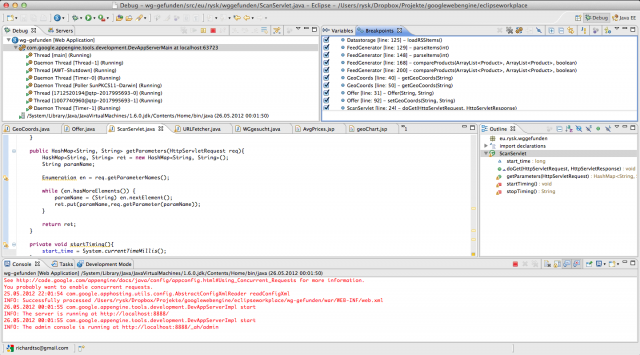 Debug - wg-gefunden/src/eu/rysk/wggefunden/ScanServlet.java - Eclipse - /Users/rysk/Dropbox/Projekte/googlewebengine/eclipseworkplace
Debug Java
Debug Servers
wg-gefunden [Web Application]
com.google.appengine.tools.development.DevAppServerMain at localhost:63723
Thread [main] (Running)
Daemon Thread [Thread-1] (Running)
Thread [AWT-Shutdown] (Running)
Daemon Thread [Timer-0] (Running)
Daemon Thread [Poller SunPKCS11-Darwin] (Running)
Thread [1712520194@qtp-2017995693-1] (Running)
Thread [1007740960@qtp-2017995693-0] (Running)
Daemon Thread [Timer-1] (Running)
/System/Library/Java/JavaVirtualMachines/1.6.0.jdk/Contents/Home/bin/java (26.05.2012 00:01:50)
Variables Breakpoints
Datastorage [line: 125] - loadRSSItems()
FeedGenerator [line: 129] - parseItems(int)
FeedGenerator [line: 148] - parseItems(int)
FeedGenerator [line: 168] - compareProducts(ArrayList<Product>, ArrayList<Product>, boolean)
FeedGenerator [line: 200] - compareProducts(ArrayList<Product>, ArrayList<Product>, boolean)
GeoCoords [line: 40] - getGeoCoords(String)
GeoCoords [line: 50] - getGeoCoords(String)
Offer [line: 31] - Offer(String, String)
Offer [line: 92] - setGeoCoords(String, String)
ScanServlet [line: 24] - doGet(HttpServletRequest, HttpServletResponse)
GeoCoords.java Offer.java ScanServlet.java URLFetcher.java WGgesucht.java AvgPrices.jsp geoChart.jsp
}
public HashMap<String, String> getParameters(HttpServletRequest req){
HashMap<String, String> ret = new HashMap<String, String>();
String paramName;
Enumeration en = req.getParameterNames();
while (en.hasMoreElements()) {
paramName = (String) en.nextElement();
ret.put(paramName,req.getParameter(paramName));
}
return ret;
}
private void startTiming(){
start_time = System.currentTimeMillis();
Outline
eu.rysk.wggefunden
import declarations
ScanServlet
start_time : long
doGet(HttpServletRequest, HttpServletResponse) : void
getParameters(HttpServletRequest) : HashMap<String,
startTiming() : void
stopTiming() : String
Console Tasks Development Mode
wg-gefunden [Web Application] /System/Library/Java/JavaVirtualMachines/1.6.0.jdk/Contents/Home/bin/java (26.05.2012 00:01:50)
See http://code.google.com/appengine/docs/java/config/appconfig.html#Using_Concurrent_Requests for more information.
You probably want to enable concurrent requests.
25.05.2012 22:01:54 com.google.apphosting.utils.config.AbstractConfigXmlReader readConfigXml
INFO: Successfully processed /Users/rysk/Dropbox/Projekte/googlewebengine/eclipseworkplace/wg-gefunden/war/WEB-INF/web.xml
26.05.2012 00:01:55 com.google.appengine.tools.development.DevAppServerImpl start
INFO: The server is running at http://localhost:8888/
26.05.2012 00:01:55 com.google.appengine.tools.development.DevAppServerImpl start
INFO: The admin console is running at http://localhost:8888/_ah/admin